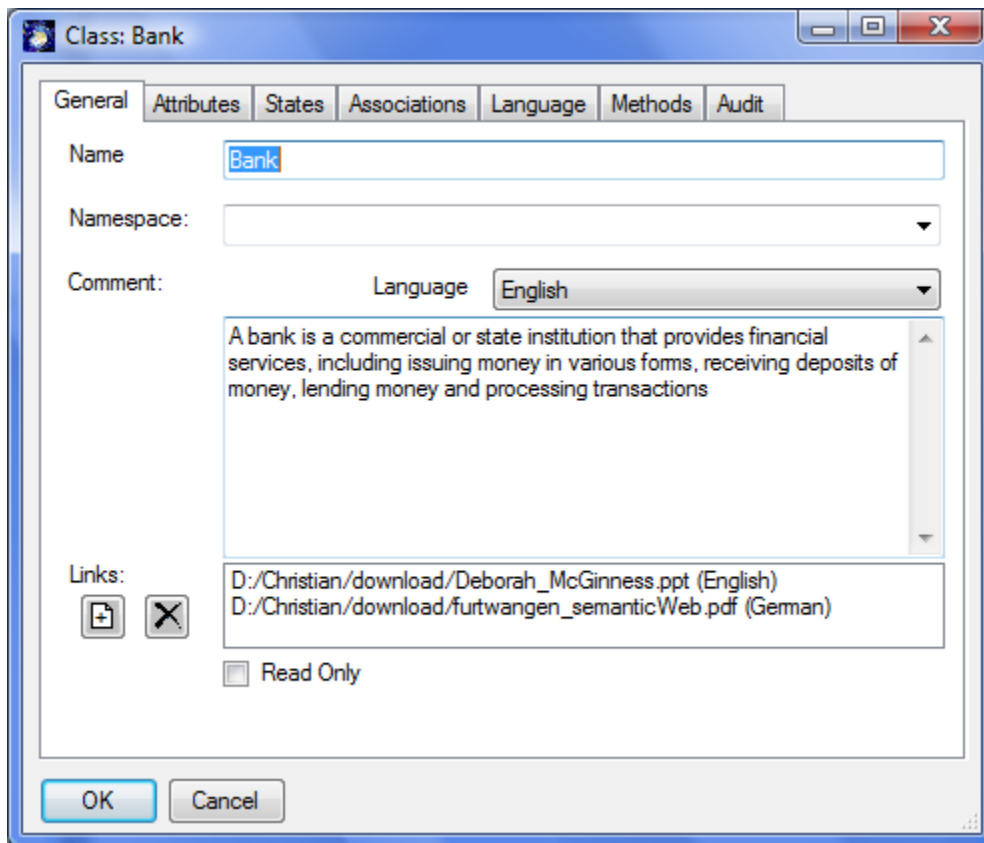 Class: Bank
General Attributes States Associations Language Methods Audit
Name Bank
Namespace:
Comment: Language English
A bank is a commercial or state institution that provides financial
services, including issuing money in various forms, receiving deposits of
money, lending money and processing transactions
Links:
D:/Christian/download/Deborah_McGinness.ppt (English)
D:/Christian/download/furtwangen_semanticWeb.pdf (German)
Read Only
OK Cancel